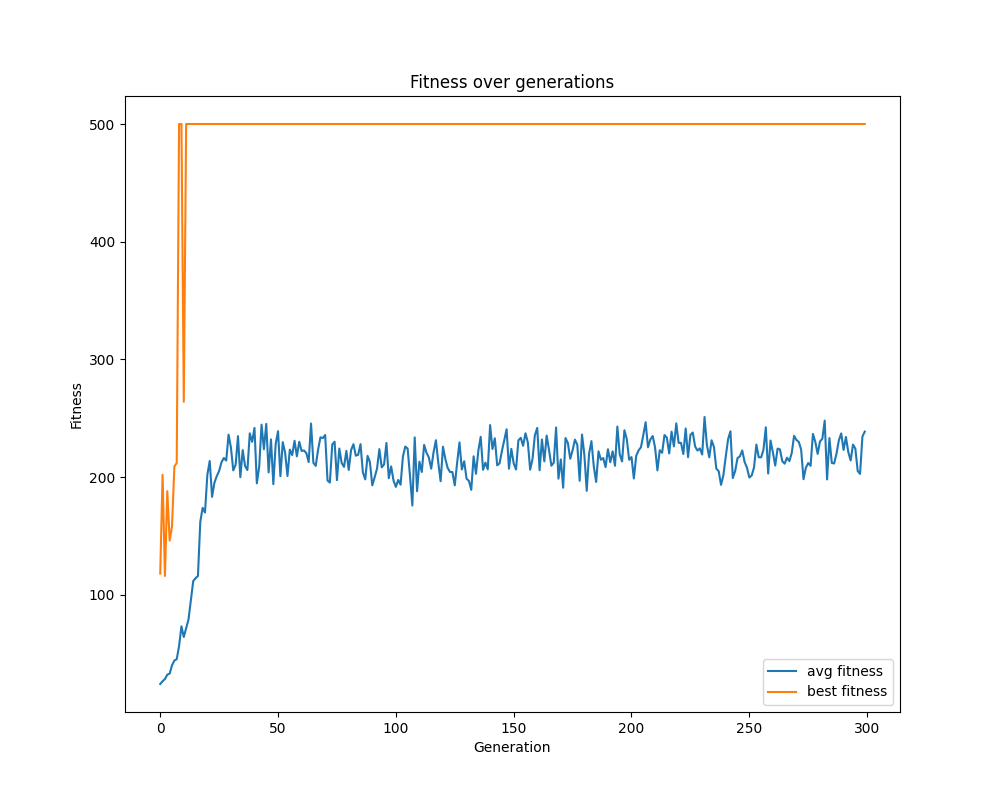 Fitness over generations
Fitness
500
400
300
200
100
0 50 100 150 200 250 300
Generation
avg fitness
best fitness